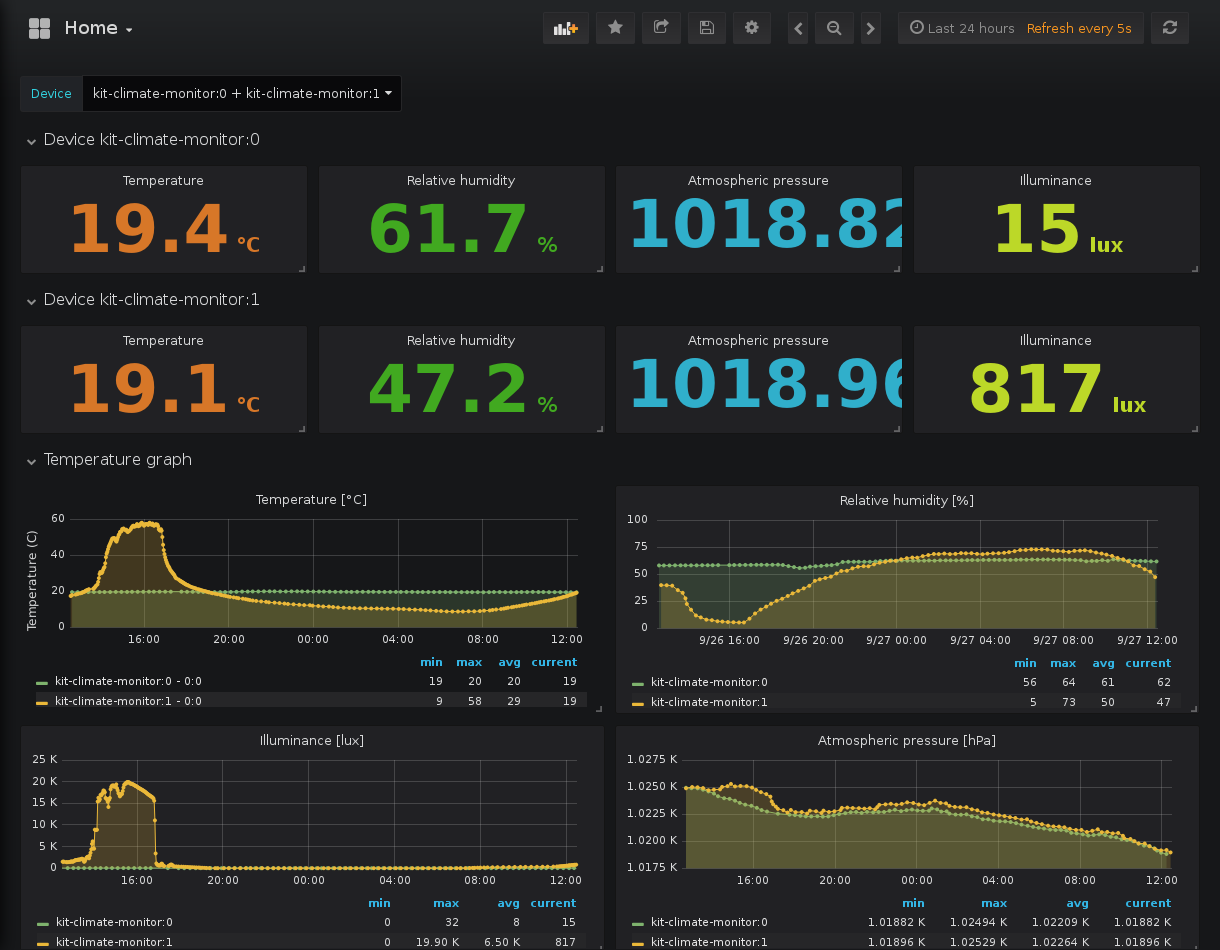 Home
Last 24 hours Refresh every 5s
Device kit-climate-monitor:0 + kit-climate-monitor:1
Device kit-climate-monitor:0
Temperature Relative humidity Atmospheric pressure Illuminance
19.4 °C 61.7 % 1018.82 15 lux
Device kit-climate-monitor:1
Temperature Relative humidity Atmospheric pressure Illuminance
19.1 °C 47.2 % 1018.96 817 lux
Temperature graph
Temperature [°C]
Temperature (C)
60
40
20
0
16:00 20:00 00:00 04:00 08:00 12:00
min max avg current
kit-climate-monitor:0 - 0:0 19 20 20 19
kit-climate-monitor:1 - 0:0 9 58 29 19
Relative humidity [%]
100
75
50
25
0
9/26 16:00 9/26 20:00 9/27 00:00 9/27 04:00 9/27 08:00 9/27 12:00
min max avg current
kit-climate-monitor:0 56 64 61 62
kit-climate-monitor:1 5 73 50 47
Illuminance [lux]
25 K
20 K
15 K
10 K
5 K
0
16:00 20:00 00:00 04:00 08:00 12:00
min max avg current
kit-climate-monitor:0 0 32 8 15
kit-climate-monitor:1 0 19.90 K 6.50 K 817
Atmospheric pressure [hPa]
1.0275 K
1.0250 K
1.0225 K
1.0200 K
1.0175 K
16:00 20:00 00:00 04:00 08:00 12:00
min max avg current
kit-climate-monitor:0 1.01882 K 1.02494 K 1.02209 K 1.01882 K
kit-climate-monitor:1 1.01896 K 1.02529 K 1.02264 K 1.01896 K